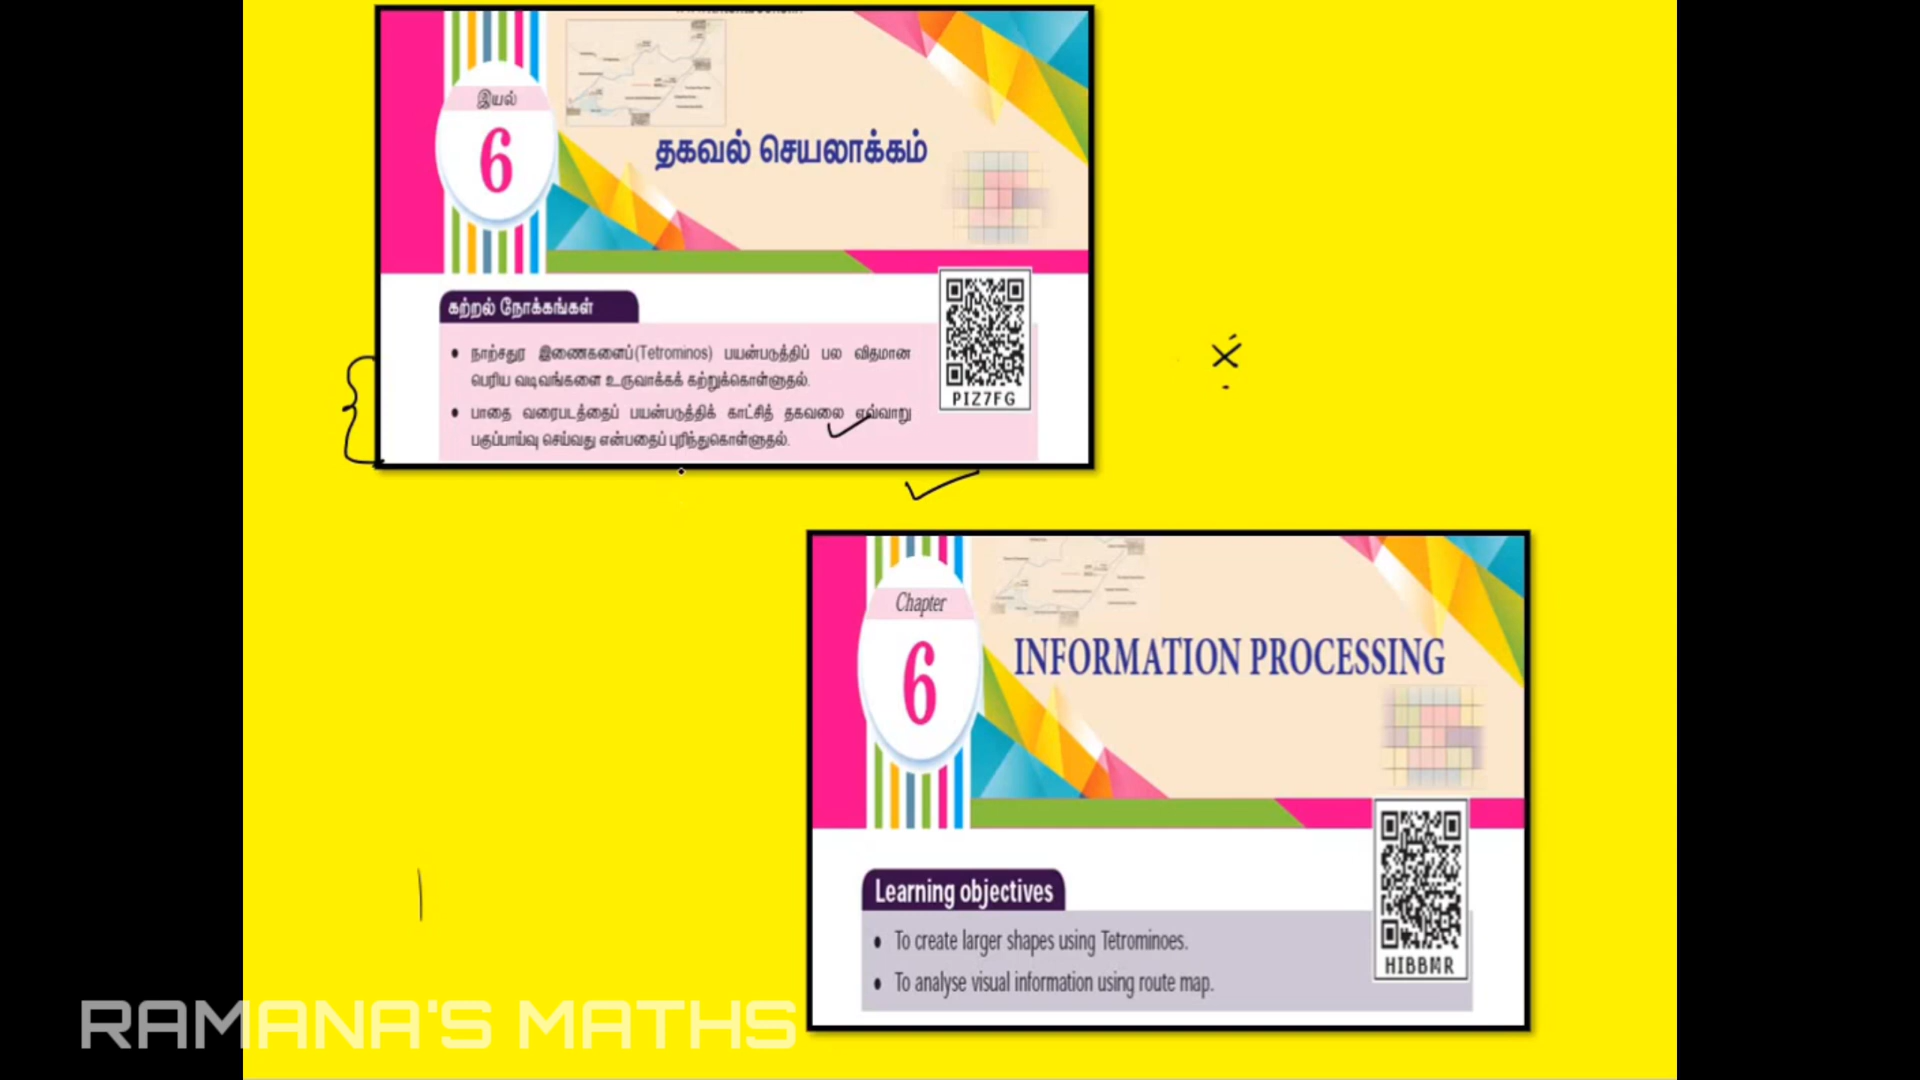 இயல்
6
தகவல் செயலாக்கம்
கற்றல் நோக்கங்கள்
● நாற்சதுர இணைகளைப்(Tetrominos) பயன்படுத்திப் பல விதமான
பெரிய வடிவங்களை உருவாக்கக் கற்றுக்கொள்ளுதல்.
● பாதை வரைபடத்தைப் பயன்படுத்திக் காட்சித் தகவலை எவ்வாறு
பகுப்பாய்வு செய்வது என்பதைப் புரிந்துகொள்ளுதல்.
PIZ7FG
Chapter
6
INFORMATION PROCESSING
Learning objectives
● To create larger shapes using Tetrominoes.
● To analyse visual information using route map.
RAMANA'S MATHS